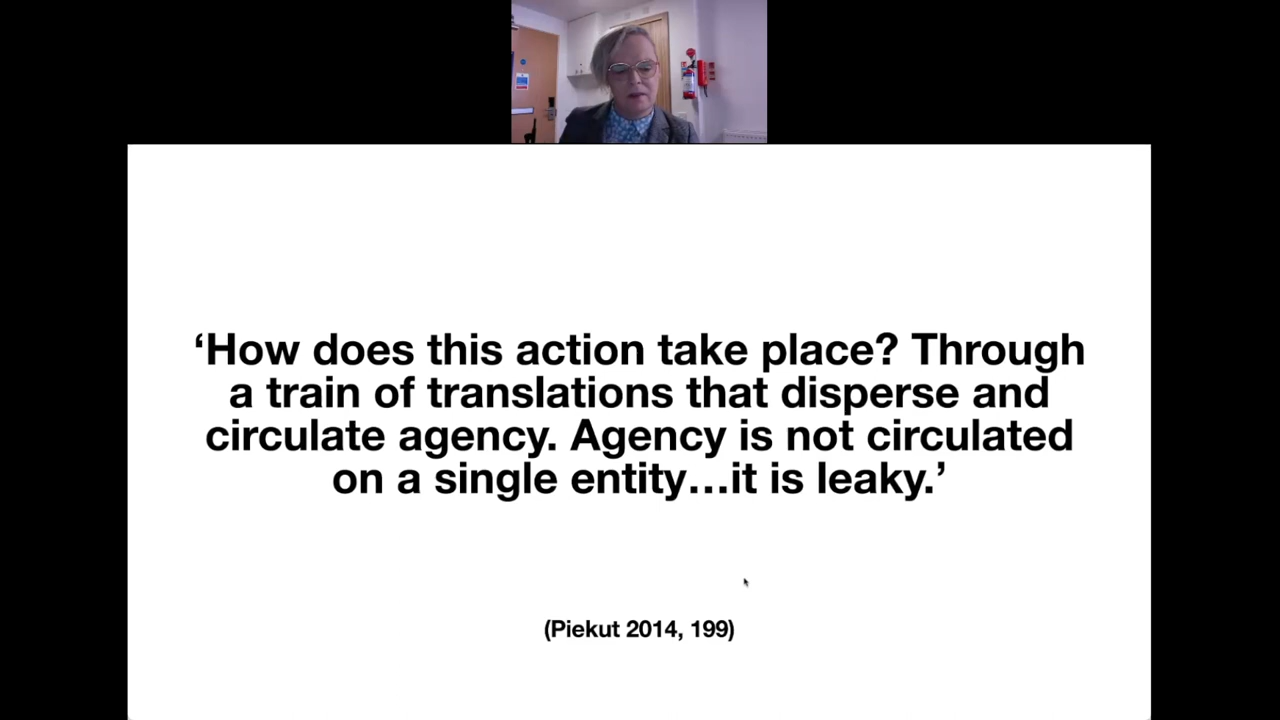 ‘How does this action take place? Through
a train of translations that disperse and
circulate agency. Agency is not circulated
on a single entity…it is leaky.’
(Piekut 2014, 199)